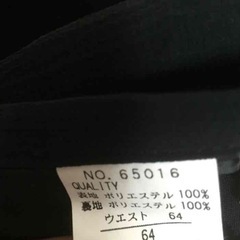 NO. 65016
QUALITY
表地 ポリエステル 100%
裏地 ポリエステル 100%
ウエスト 64
64